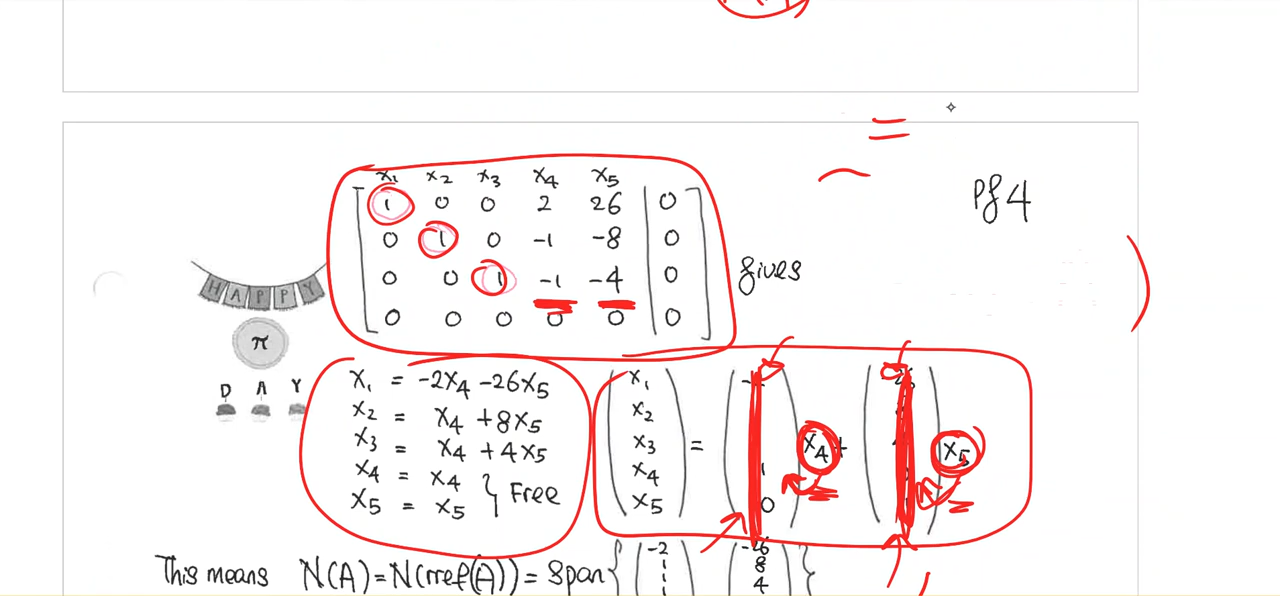 Pg 4
x₁ x₂ x₃ x₄ x₅
1 0 0 2 26 | 0
0 1 0 -1 -8 | 0
0 0 1 -1 -4 | 0
0 0 0 0 0 | 0
gives
HAPPY
π
DAY
x₁ = -2x₄ -26x₅
x₂ = x₄ +8x₅
x₃ = x₄ +4x₅
x₄ = x₄
x₅ = x₅ } Free
x₁
x₂
x₃ = x₄ + x₅
x₄ 1
x₅ 0
This means N(A)=N(rref(A)) = span{
-2 -26
1 8
1 4